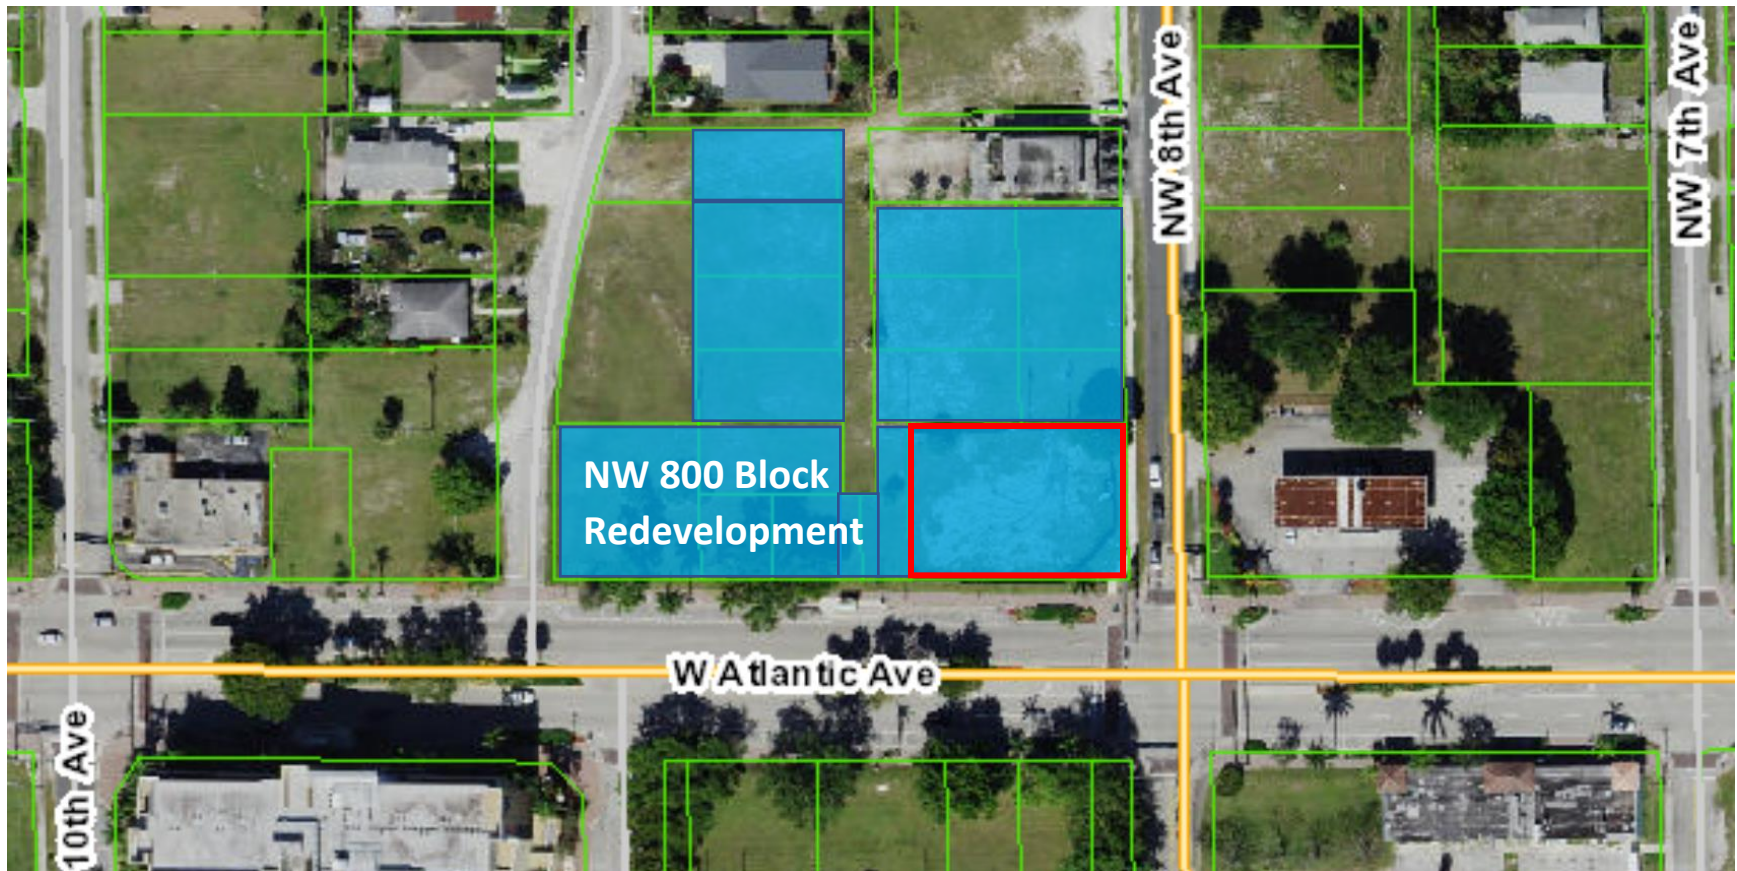 NW 8th Ave
NW 7th Ave
NW 800 Block
Redevelopment
W Atlantic Ave
10th Ave